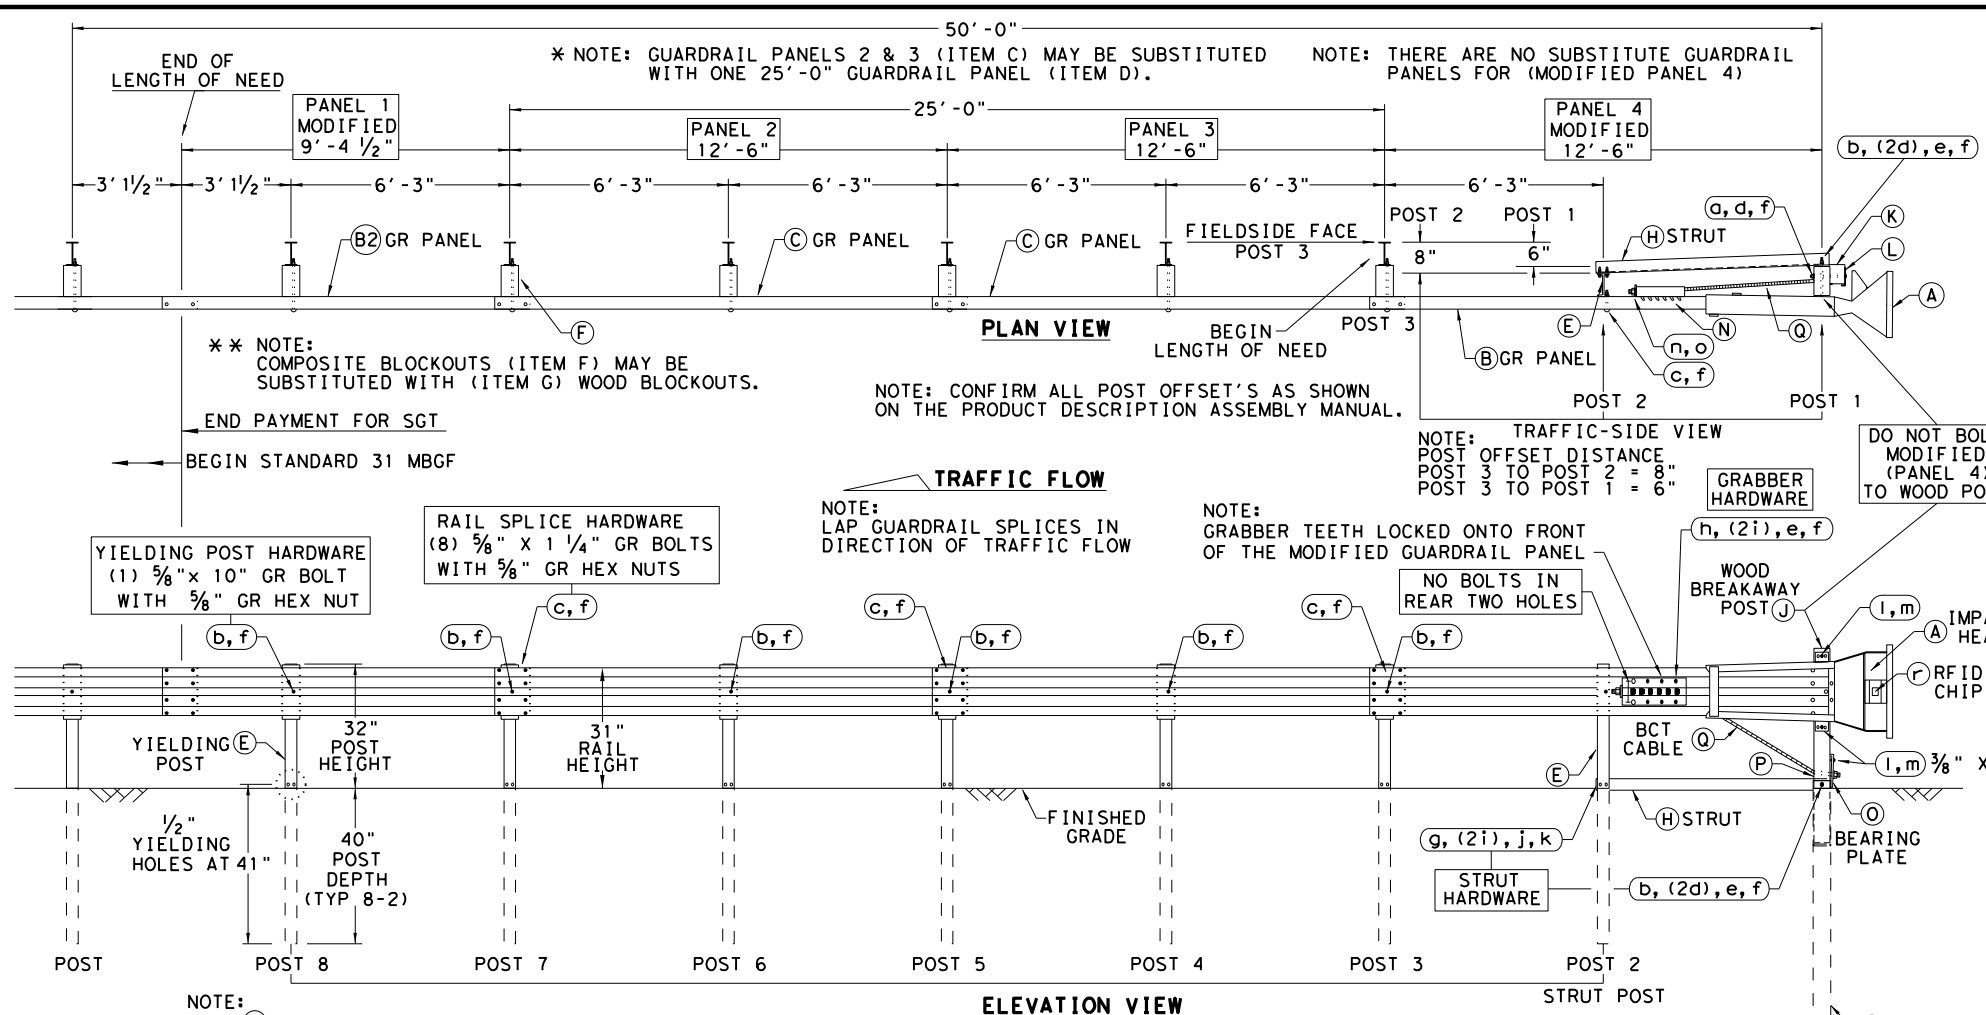 50'-0"
* NOTE: GUARDRAIL PANELS 2 & 3 (ITEM C) MAY BE SUBSTITUTED
WITH ONE 25'-0" GUARDRAIL PANEL (ITEM D).
NOTE: THERE ARE NO SUBSTITUTE GUARDRAIL
PANELS FOR (MODIFIED PANEL 4)
END OF
LENGTH OF NEED
PANEL 1
MODIFIED
9'-4 1/2"
25'-0"
PANEL 2
12'-6"
PANEL 3
12'-6"
PANEL 4
MODIFIED
12'-6"
b, (2d), e, f
3' 1 1/2"
3' 1 1/2"
6'-3"
6'-3"
6'-3"
6'-3"
6'-3"
6'-3"
POST 2
POST 1
a, d, f
K
B2 GR PANEL
C GR PANEL
C GR PANEL
FIELDSIDE FACE
POST 3
8"
6"
H STRUT
L
A
F
PLAN VIEW
BEGIN
LENGTH OF NEED
POST 3
E
N
Q
B GR PANEL
n, o
c, f
** NOTE:
COMPOSITE BLOCKOUTS (ITEM F) MAY BE
SUBSTITUTED WITH (ITEM G) WOOD BLOCKOUTS.
NOTE: CONFIRM ALL POST OFFSET'S AS SHOWN
ON THE PRODUCT DESCRIPTION ASSEMBLY MANUAL.
POST 2
POST 1
END PAYMENT FOR SGT
BEGIN STANDARD 31 MBGF
TRAFFIC-SIDE VIEW
NOTE:
POST OFFSET DISTANCE
POST 3 TO POST 2 = 8"
POST 3 TO POST 1 = 6"
DO NOT BOL
MODIFIED
(PANEL 4)
TO WOOD PO
TRAFFIC FLOW
NOTE:
LAP GUARDRAIL SPLICES IN
DIRECTION OF TRAFFIC FLOW
NOTE:
GRABBER TEETH LOCKED ONTO FRONT
OF THE MODIFIED GUARDRAIL PANEL
GRABBER
HARDWARE
h, (2i), e, f
YIELDING POST HARDWARE
(1) 5/8"x 10" GR BOLT
WITH 5/8" GR HEX NUT
RAIL SPLICE HARDWARE
(8) 5/8" X 1 1/4" GR BOLTS
WITH 5/8" GR HEX NUTS
NO BOLTS IN
REAR TWO HOLES
WOOD
BREAKAWAY
POST J
l, m
A IMPA
HEA
r RFID
CHIP
b, f
c, f
b, f
b, f
c, f
b, f
b, f
c, f
b, f
YIELDING E
POST
32"
POST
HEIGHT
31"
RAIL
HEIGHT
BCT
CABLE
Q
E
P
l, m 3/8" X
1/2"
YIELDING
HOLES AT 41"
40"
POST
DEPTH
(TYP 8-2)
FINISHED
GRADE
H STRUT
O
BEARING
PLATE
g, (2i), j, k
STRUT
HARDWARE
b, (2d), e, f
POST
POST 8
POST 7
POST 6
POST 5
POST 4
POST 3
POST 2
STRUT POST
NOTE:
ELEVATION VIEW